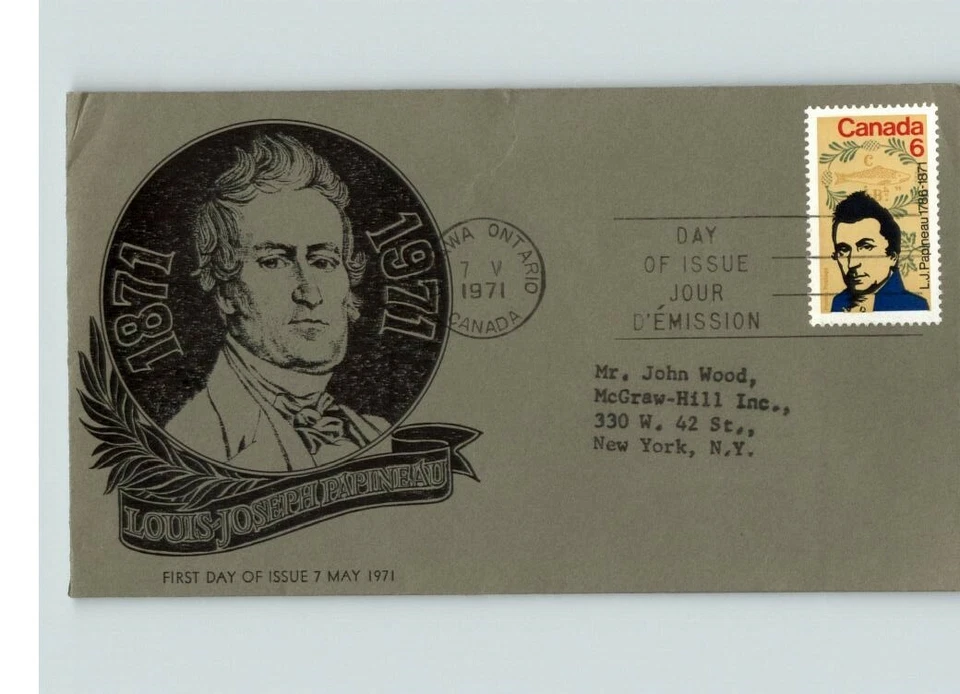 1871
1971
LOUIS-JOSEPH PAPINEAU
FIRST DAY OF ISSUE 7 MAY 1971
WA ONTARIO
7 V
1971
CANADA
DAY
OF ISSUE
JOUR
D'ÉMISSION
Canada
6
L.J.Papineau 1786-1871
Mr. John Wood,
McGraw-Hill Inc.,
330 W. 42 St.,
New York, N.Y.